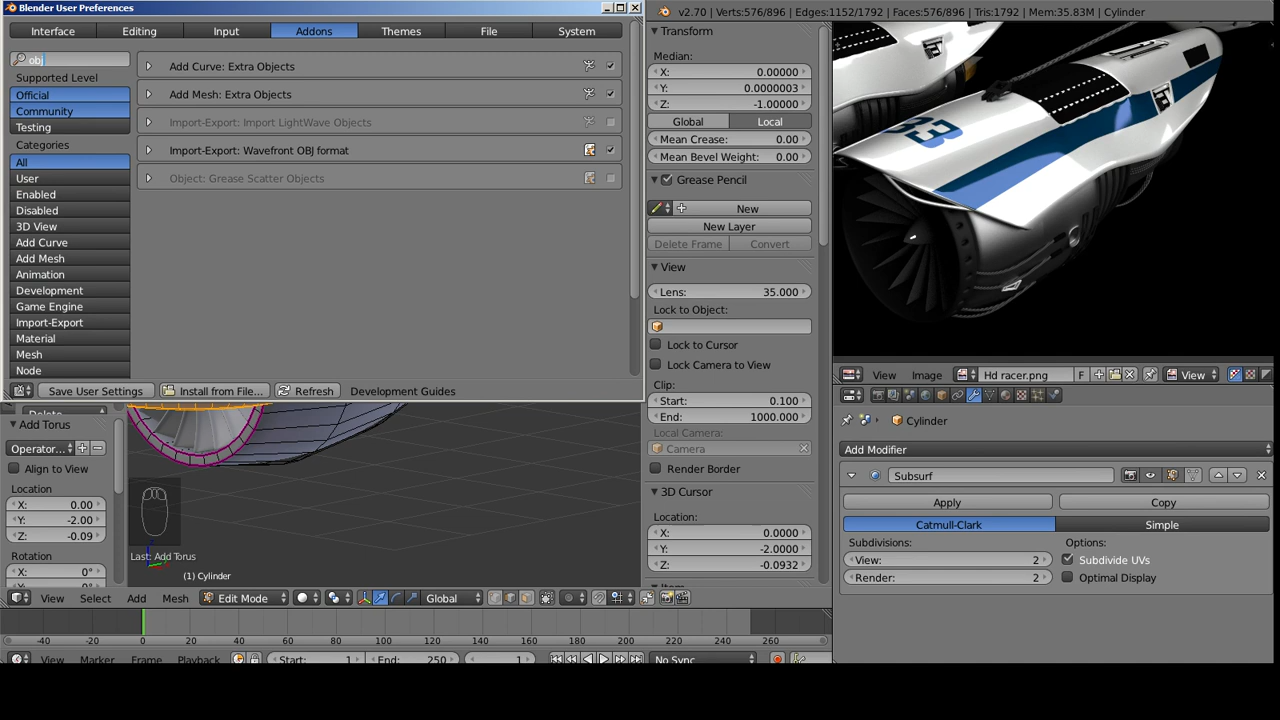 Blender User Preferences
Interface
Editing
Input
Addons
Themes
File
System
obj
Supported Level
Official
Community
Testing
Categories
All
User
Enabled
Disabled
3D View
Add Curve
Add Mesh
Animation
Development
Game Engine
Import-Export
Material
Mesh
Node
Add Curve: Extra Objects
Add Mesh: Extra Objects
Import-Export: Import LightWave Objects
Import-Export: Wavefront OBJ format
Object: Grease Scatter Objects
Save User Settings
Install from File...
Refresh
Development Guides
v2.70 | Verts:576/896 | Edges:1152/1792 | Faces:576/896 | Tris:1792 | Mem:35.83M | Cylinder
Transform
Median:
X: 0.00000
Y: 0.0000003
Z: -1.00000
Global Local
Mean Crease: 0.00
Mean Bevel Weight: 0.00
Grease Pencil
New
New Layer
Delete Frame Convert
View
Lens: 35.000
Lock to Object:
Lock to Cursor
Lock Camera to View
Clip:
Start: 0.100
End: 1000.000
Local Camera:
Camera
Render Border
3D Cursor
Location:
X: 0.0000
Y: -2.0000
Z: -0.0932
Item
33
View Image Hd racer.png F View
Cylinder
Add Modifier
Subsurf
Apply Copy
Catmull-Clark Simple
Subdivisions: Options:
View: 2 Subdivide UVs
Render: 2 Optimal Display
Delete
Add Torus
Operator...
Align to View
Location
X: 0.00
Y: -2.00
Z: -0.09
Rotation
X: 0°
Last: Add Torus
(1) Cylinder
View Select Add Mesh Edit Mode Global
-40 -20 0 20 40 60 80 100 120 140 160 180 200 220 240 260
View Marker Frame Playback Start: 1 End: 250 1 No Sync